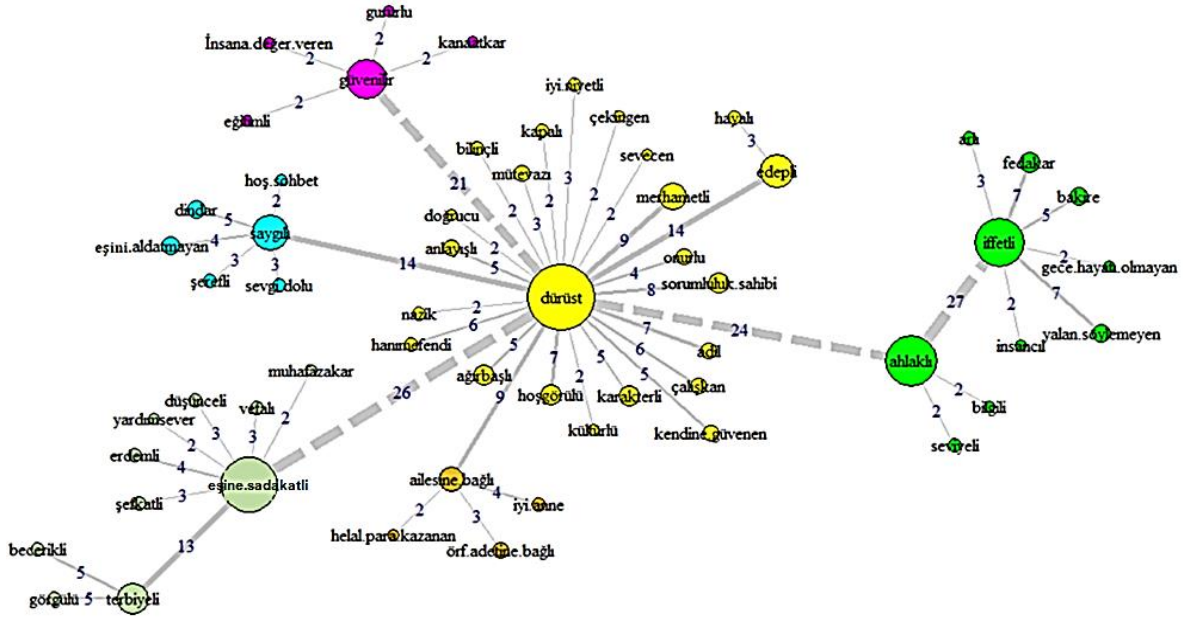 gururlu
İnsana.değer.veren
kanaatkar
2
2
2
güvenilir
2
eğitimli
21
iyi.niyetli
çekingen
kapalı
bilinçli
sevecen
mütevazı
hayalı
3
edepli
merhametli
2
3
2
3
2
2
doğrucu
2
anlayışlı
5
9
14
onurlu
4
sorumluluk.sahibi
8
hoş.sohbet
2
dindar
5
saygılı
eşini.aldatmayan
4
3
şerefli
3
sevgi.dolu
14
dürüst
arlı
fedakar
3
7
bakire
5
iffetli
2
gece.hayatı.olmayan
2
7
insancıl
yalan.söylemeyen
27
24
ahlaklı
2
bilgili
2
seviyeli
nazik
2
6
hanımefendi
5
ağırbaşlı
7
hoşgörülü
2
kültürlü
5
karakterli
7
adil
6
çalışkan
5
kendine.güvenen
9
26
muhafazakar
düşünceli
vefalı
2
yardımsever
3
3
2
erdemli
4
eşine.sadakatli
şefkatli
3
ailesine.bağlı
4
iyi.anne
2
3
helal.para.kazanan
örf.adetine.bağlı
13
becerikli
5
görgülü
5
terbiyeli